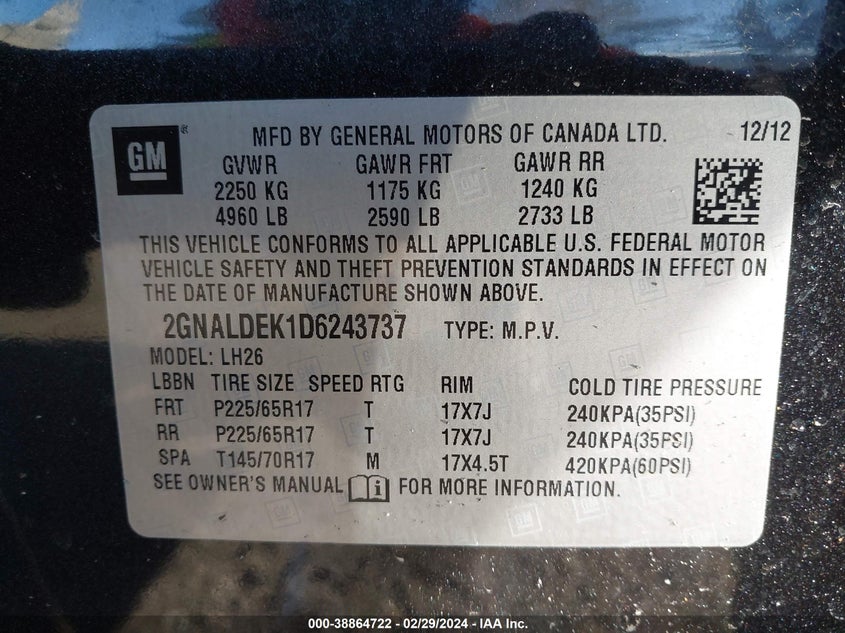 GM ® MFD BY GENERAL MOTORS OF CANADA LTD. 12/12
GVWR GAWR FRT GAWR RR
2250 KG 1175 KG 1240 KG
4960 LB 2590 LB 2733 LB
THIS VEHICLE CONFORMS TO ALL APPLICABLE U.S. FEDERAL MOTOR
VEHICLE SAFETY AND THEFT PREVENTION STANDARDS IN EFFECT ON
THE DATE OF MANUFACTURE SHOWN ABOVE.
2GNALDEK1D6243737 TYPE: M.P.V.
MODEL: LH26
LBBN TIRE SIZE SPEED RTG RIM COLD TIRE PRESSURE
FRT P225/65R17 T 17X7J 240KPA(35PSI)
RR P225/65R17 T 17X7J 240KPA(35PSI)
SPA T145/70R17 M 17X4.5T 420KPA(60PSI)
SEE OWNER'S MANUAL i FOR MORE INFORMATION.
000-38864722 - 02/29/2024 - IAA Inc.